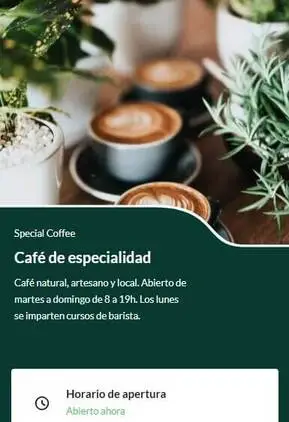 Special Coffee
Café de especialidad
Café natural, artesano y local. Abierto de
martes a domingo de 8 a 19h. Los lunes
se imparten cursos de barista.
Horario de apertura
Abierto ahora